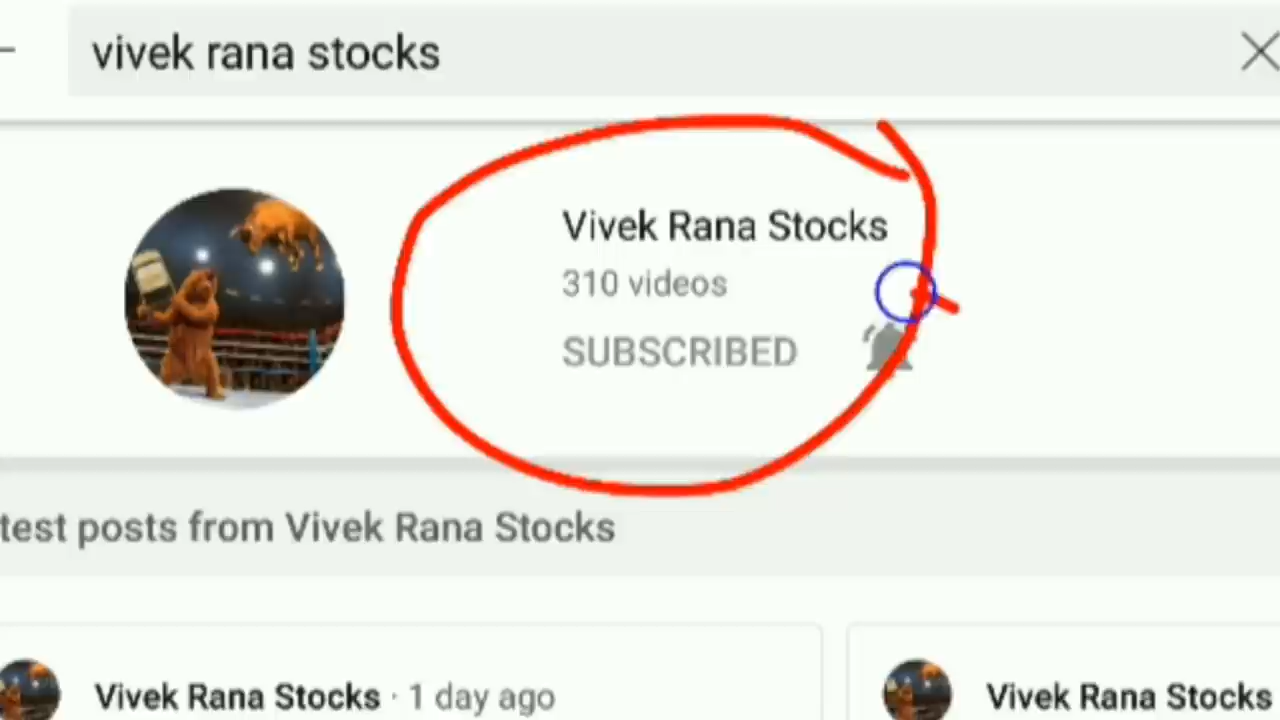 vivek rana stocks
Vivek Rana Stocks
310 videos
SUBSCRIBED
test posts from Vivek Rana Stocks
Vivek Rana Stocks · 1 day ago
Vivek Rana Stocks